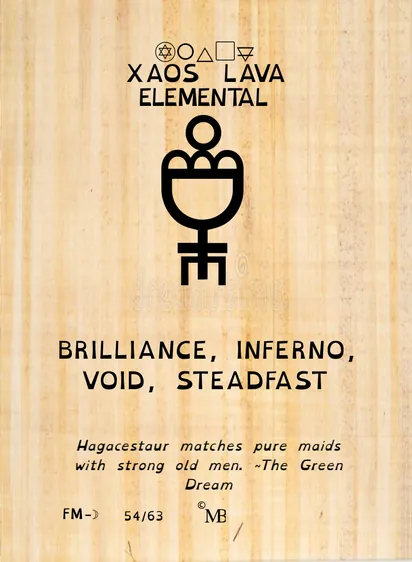 XAOS LAVA
ELEMENTAL
BRILLIANCE, INFERNO,
VOID, STEADFAST
Hagacestaur matches pure maids
with strong old men. ~The Green
Dream
FM-☽ 54/63 © MB